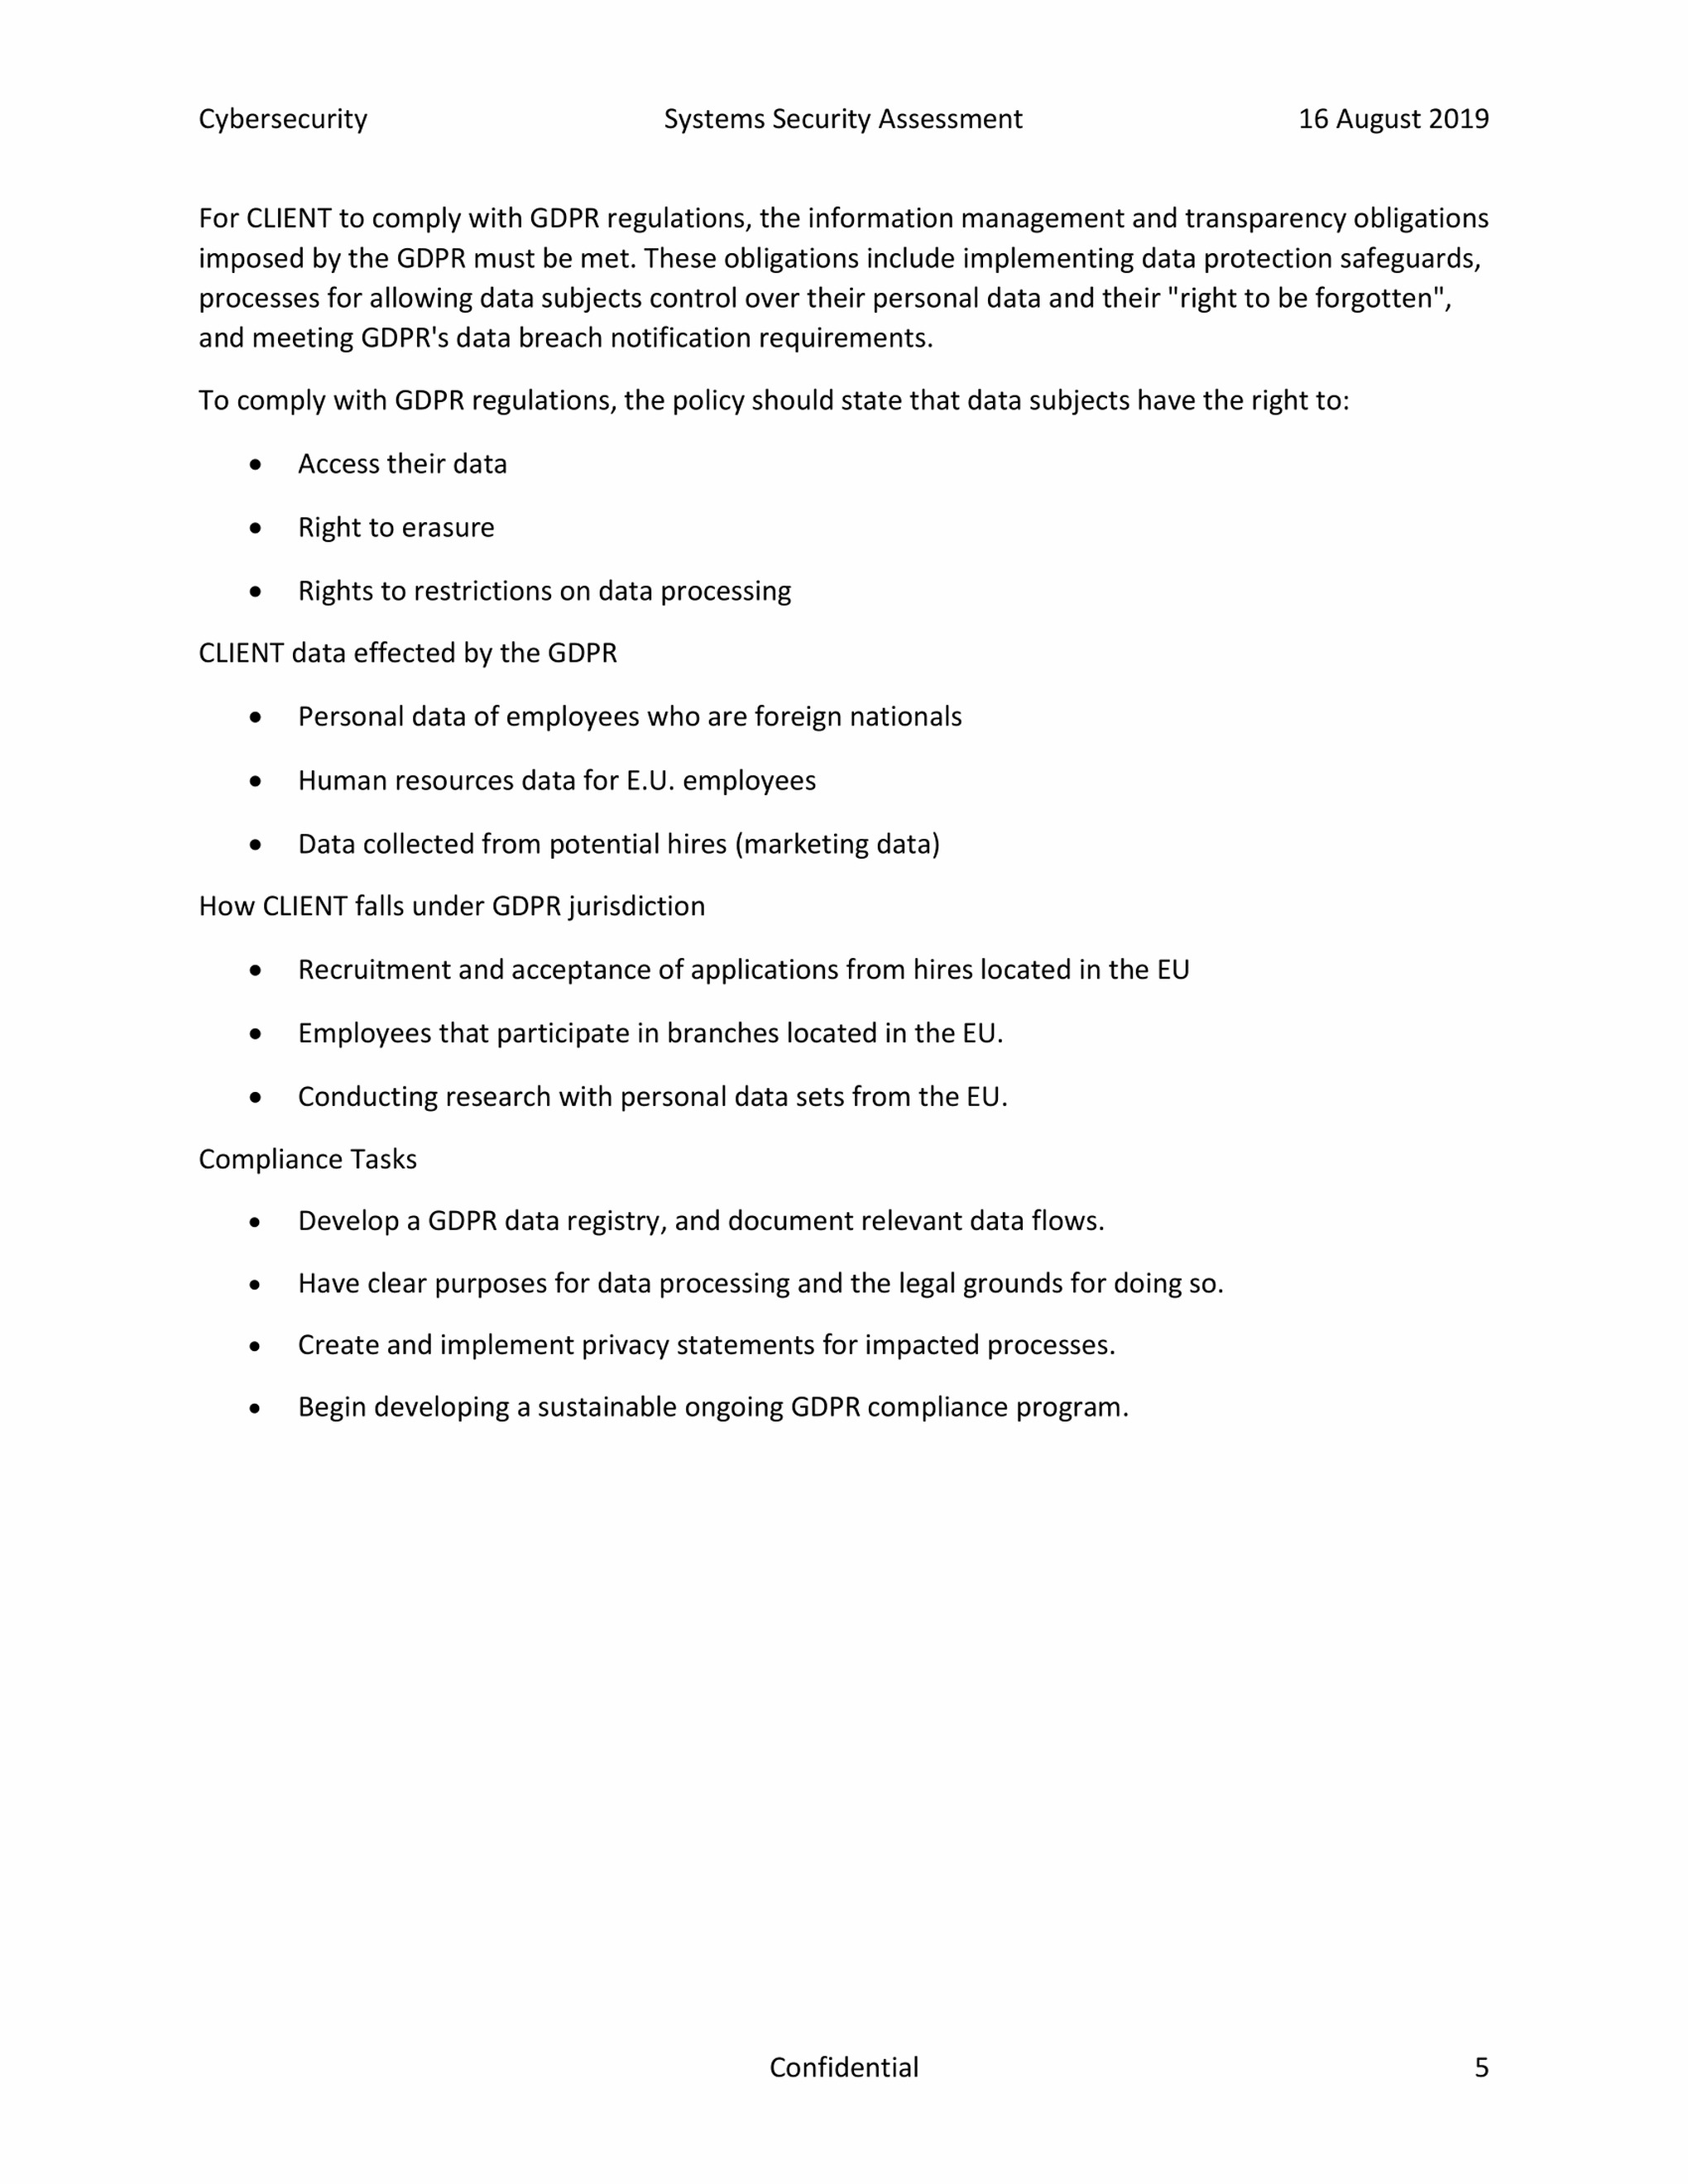 Cybersecurity Systems Security Assessment 16 August 2019
For CLIENT to comply with GDPR regulations, the information management and transparency obligations
imposed by the GDPR must be met. These obligations include implementing data protection safeguards,
processes for allowing data subjects control over their personal data and their "right to be forgotten",
and meeting GDPR's data breach notification requirements.
To comply with GDPR regulations, the policy should state that data subjects have the right to:
• Access their data
• Right to erasure
• Rights to restrictions on data processing
CLIENT data effected by the GDPR
• Personal data of employees who are foreign nationals
• Human resources data for E.U. employees
• Data collected from potential hires (marketing data)
How CLIENT falls under GDPR jurisdiction
• Recruitment and acceptance of applications from hires located in the EU
• Employees that participate in branches located in the EU.
• Conducting research with personal data sets from the EU.
Compliance Tasks
• Develop a GDPR data registry, and document relevant data flows.
• Have clear purposes for data processing and the legal grounds for doing so.
• Create and implement privacy statements for impacted processes.
• Begin developing a sustainable ongoing GDPR compliance program.
Confidential 5